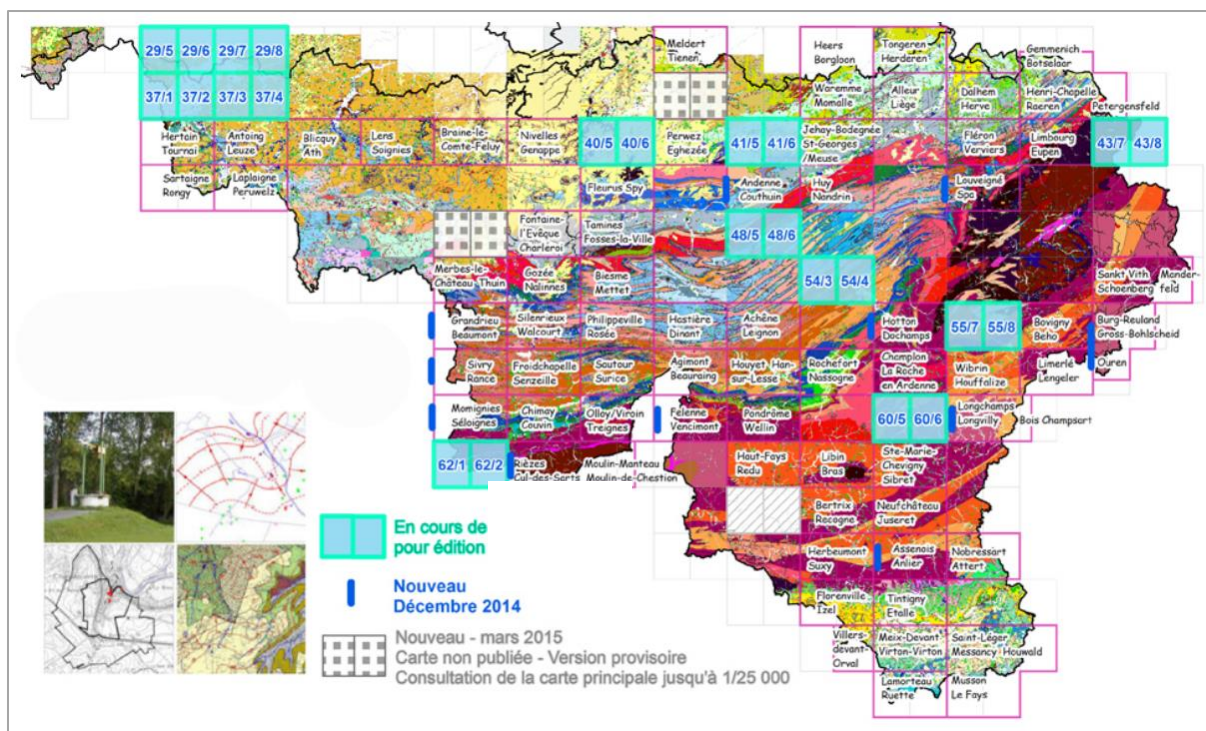 29/5 29/6 29/7 29/8
37/1 37/2 37/3 37/4
Meldert
Tienen
Heers
Borgloon
Tongeren
Herderen
Gemmenich
Botselaar
Waremme
Momalle
Alleur
Liège
Dalhem
Herve
Henri-Chapelle
Raeren
Petergensfeld
Hertain
Tournai
Antoing
Leuze
Blicquy
Ath
Lens
Soignies
Braine-le-
Comte-Feluy
Nivelles
Genappe
40/5 40/6
Perwez
Eghezée
41/5 41/6
Jehay-Bodegnée
St-Georges
/Meuse
Fléron
Verviers
Limbourg
Eupen
43/7 43/8
Sartaigne
Rongy
Laplaigne
Peruwelz
Fleurus Spy
Andenne
Couthuin
Huy
Nandrin
Louveigné
Spa
Fontaine-
l'Evêque
Charleroi
Tamines
Fosses-la-Ville
48/5 48/6
Merbes-le-
Château Thuin
Gozée
Nalinnes
Biesme
Mettet
54/3 54/4
Sankt Vith
Schoenberg
Mander-
feld
Grandrieu
Beaumont
Silenrieux
Walcourt
Philippeville
Rosée
Hastière
Dinant
Achêne
Leignon
Hotton
Dochamps
55/7 55/8
Bovigny
Beho
Burg-Reuland
Gross-Bohlscheid
Sivry
Rance
Froidchapelle
Senzeille
Sautour
Surice
Agimont
Beauraing
Houyet Han-
sur-Lesse
Rochefort
Nassogne
Champlon
La Roche
en Ardenne
Wibrin
Houffalize
Limerlé
Lengeler
Ouren
Momignies
Séloignes
Chimay
Couvin
Olloy/Viroin
Treignes
Felenne
Vencimont
Pondrôme
Wellin
60/5 60/6
Longchamps
Longvilly
Bois Champsart
62/1 62/2
Rièzes
Cul-des-Sarts
Moulin-Manteau
Moulin-de-Chestion
Haut-Fays
Redu
Libin
Bras
Ste-Marie-
Chevigny
Sibret
Bertrix
Recogne
Neufchâteau
Juseret
Herbeumont
Suxy
Assenois
Anlier
Nobressart
Attert
Florenville
Izel
Tintigny
Etalle
Villers-
devant-
Orval
Meix-Devant-
Virton-Virton
Saint-Léger
Messancy Houwald
Lamorteau
Ruette
Musson
Le Fays
En cours de
pour édition
Nouveau
Décembre 2014
Nouveau - mars 2015
Carte non publiée - Version provisoire
Consultation de la carte principale jusqu'à 1/25 000